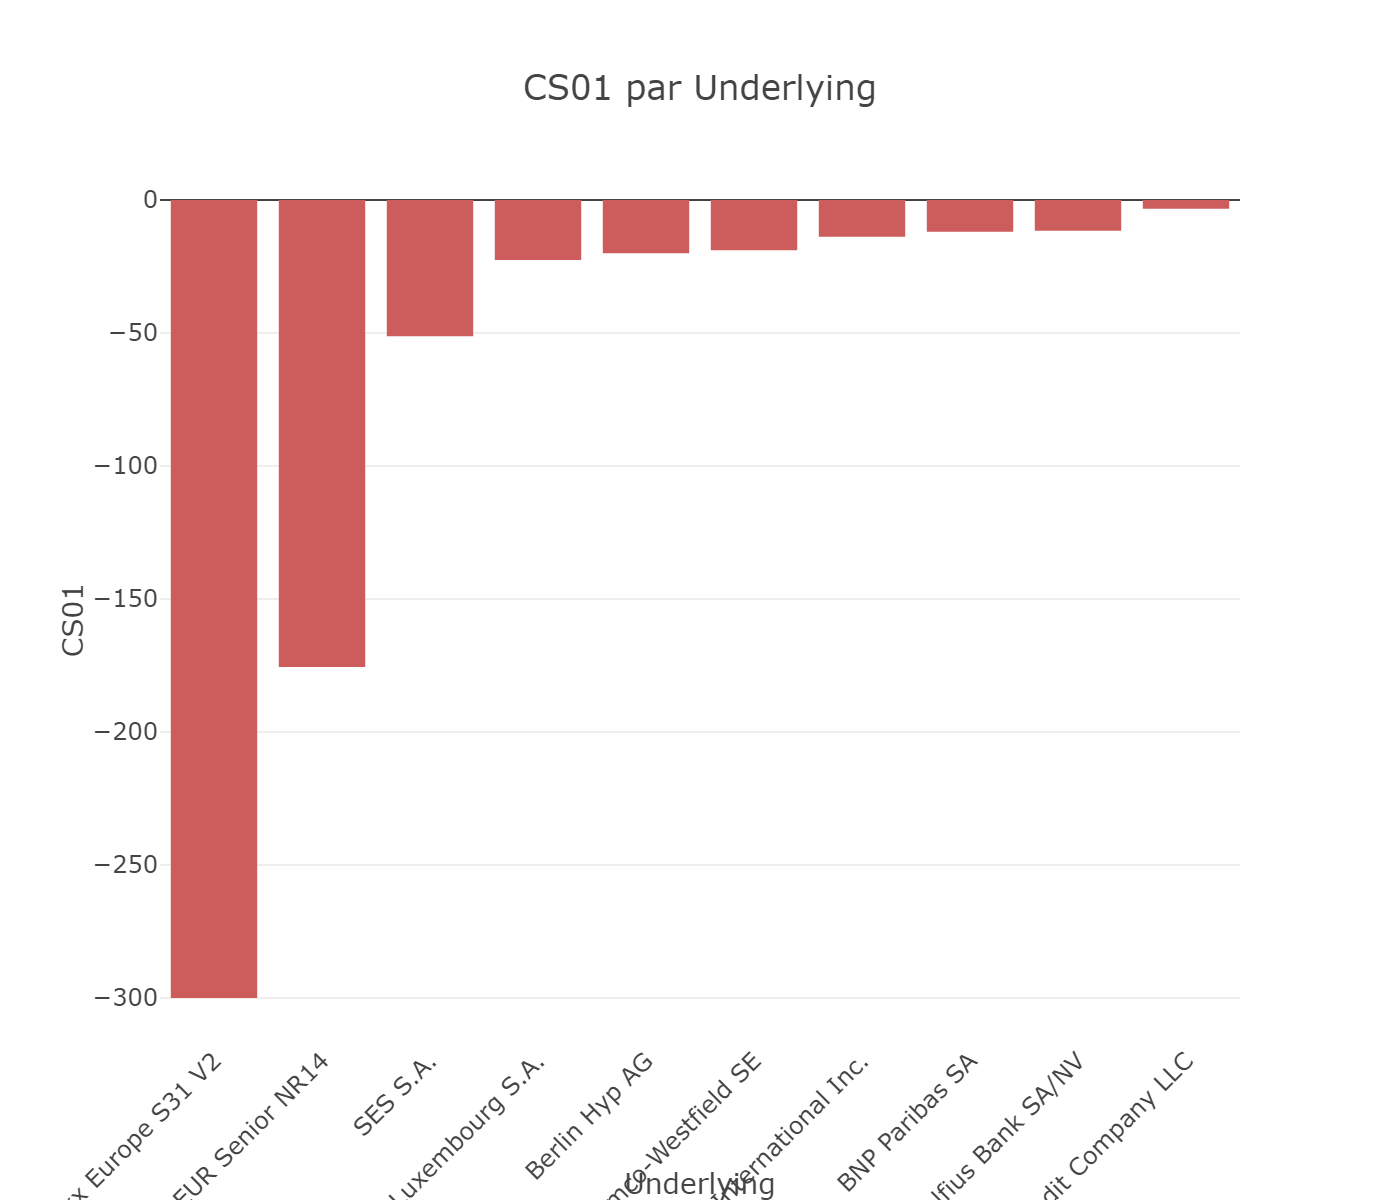 CS01 par Underlying
0
−50
−100
−150
−200
−250
−300
CS01
Europe S31 V2
EUR Senior NR14
SES S.A.
Luxembourg S.A.
Berlin Hyp AG
-Westfield SE
International Inc.
BNP Paribas SA
Bank SA/NV
Company LLC
Underlying